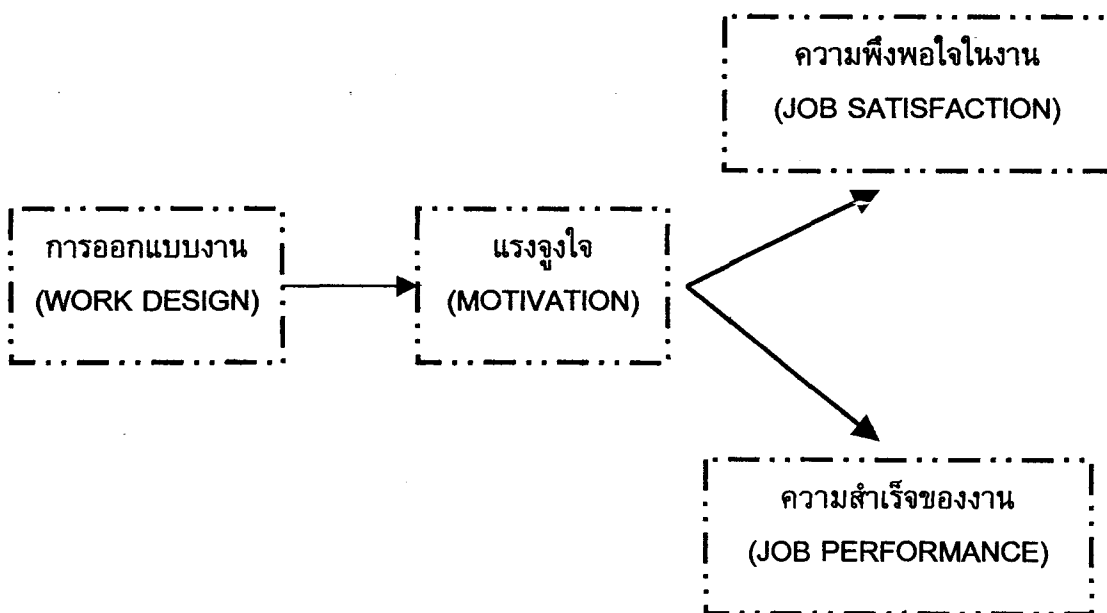 ความพึงพอใจในงาน
(JOB SATISFACTION)
การออกแบบงาน
(WORK DESIGN)
แรงจูงใจ
(MOTIVATION)
ความสำเร็จของงาน
(JOB PERFORMANCE)